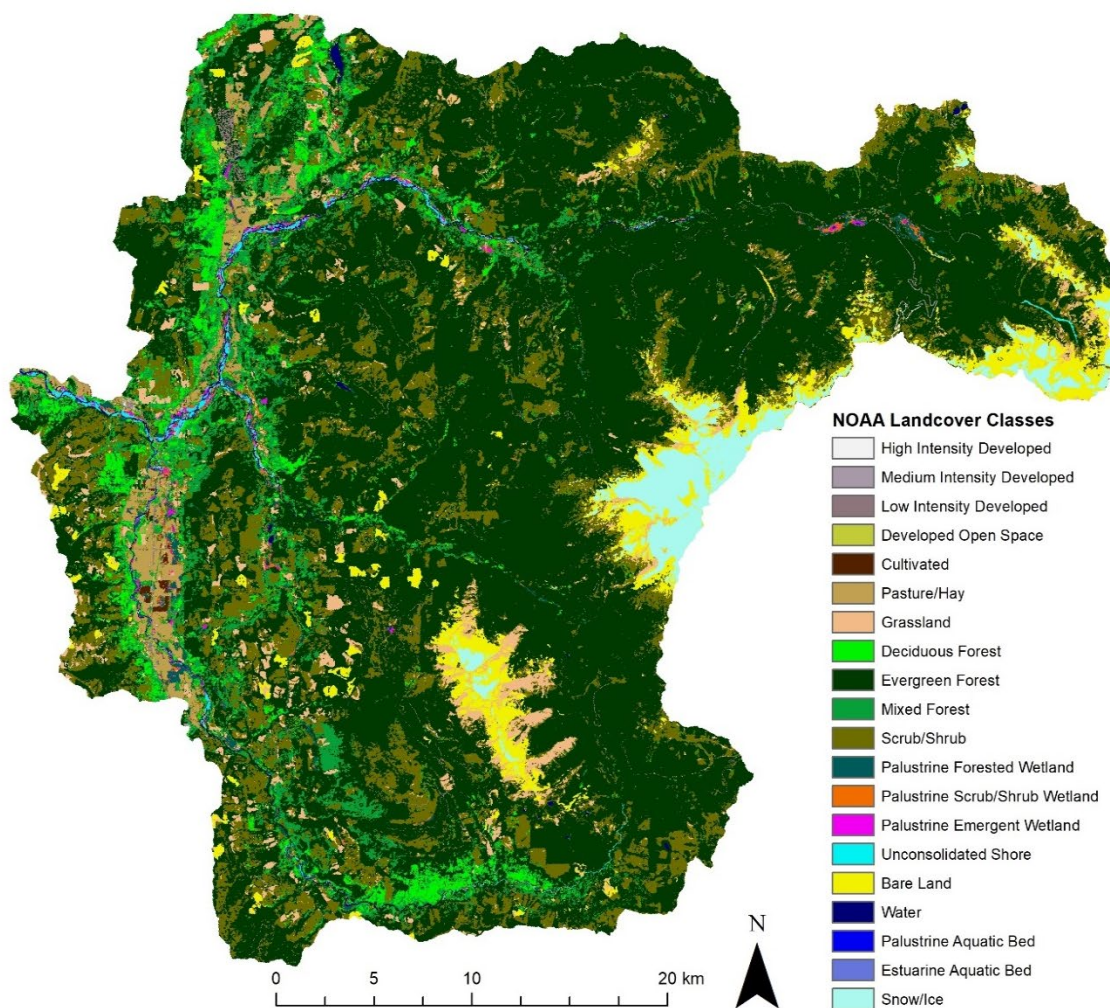 NOAA Landcover Classes
High Intensity Developed
Medium Intensity Developed
Low Intensity Developed
Developed Open Space
Cultivated
Pasture/Hay
Grassland
Deciduous Forest
Evergreen Forest
Mixed Forest
Scrub/Shrub
Palustrine Forested Wetland
Palustrine Scrub/Shrub Wetland
Palustrine Emergent Wetland
Unconsolidated Shore
Bare Land
Water
Palustrine Aquatic Bed
Estuarine Aquatic Bed
Snow/Ice
N
0 5 10 20 km